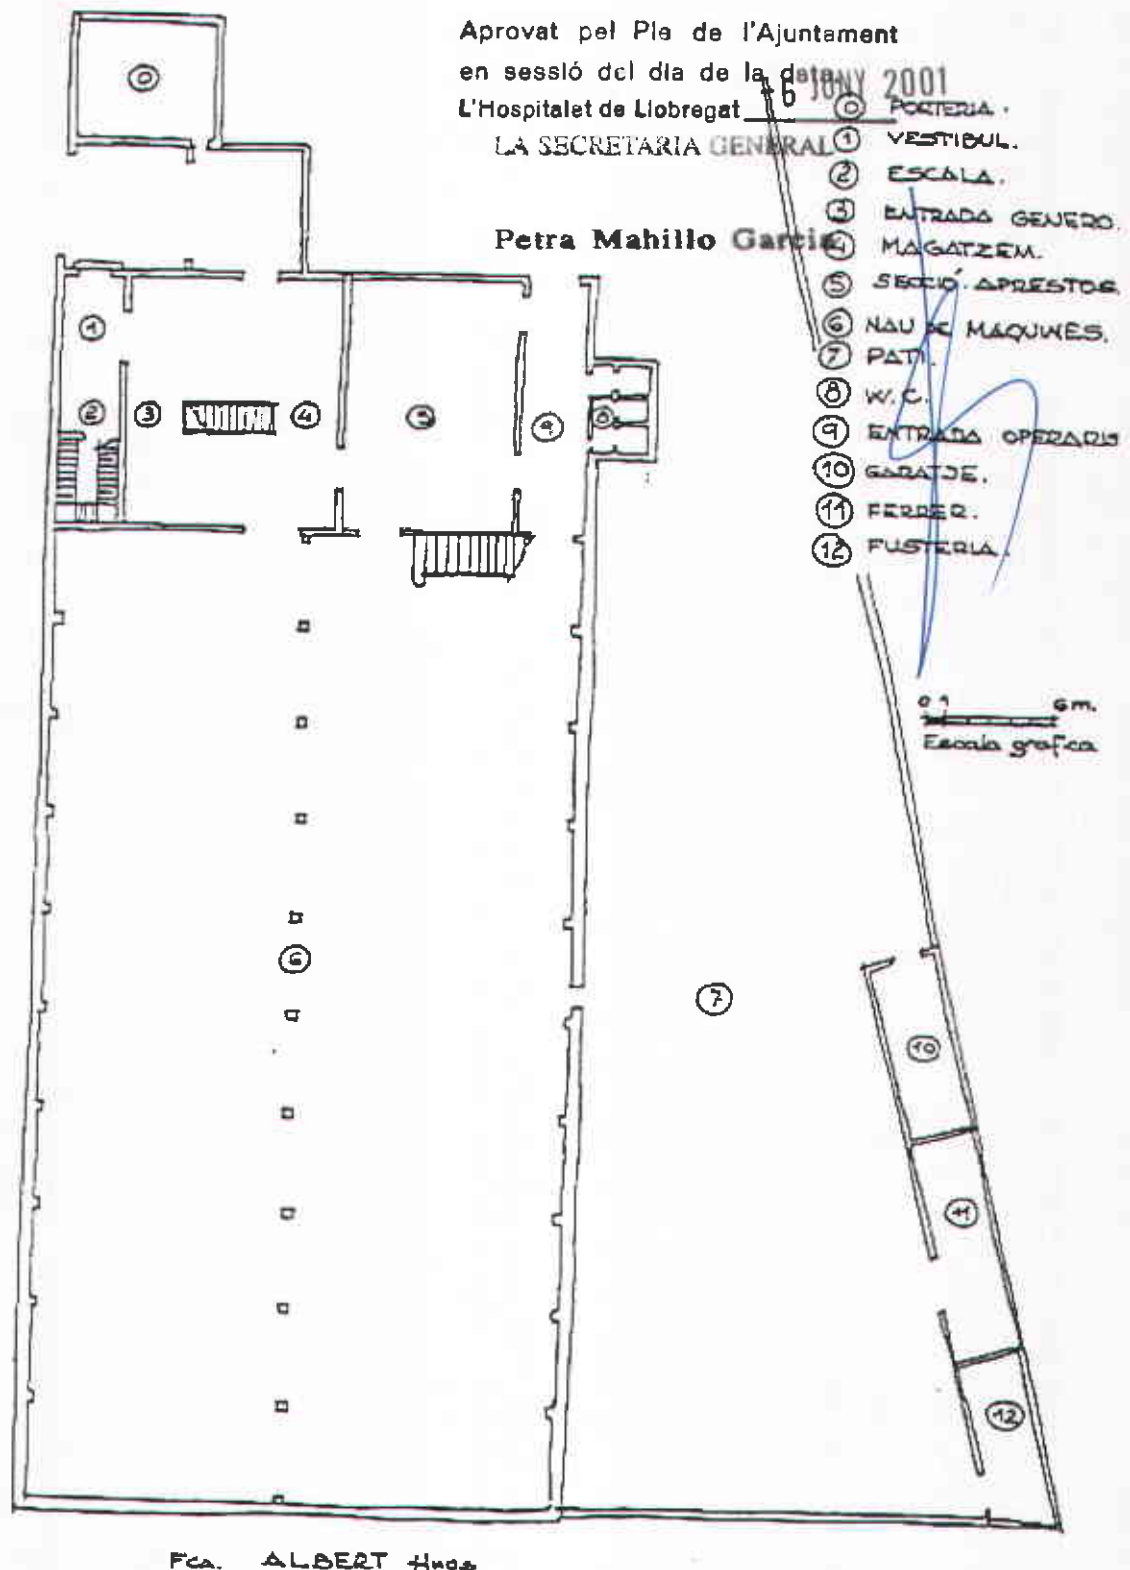 Aprovat pel Ple de l'Ajuntament
en sessió del dia de la data
6 JUNY 2001
L'Hospitalet de Llobregat
LA SECRETARIA GENERAL
Petra Mahillo Garcia
0 PORTERIA.
1 VESTIBUL.
2 ESCALA.
3 ENTRADA GENERO.
4 MAGATZEM.
5 SECCIÓ APRESTOS.
6 NAU DE MAQUINES.
7 PATI.
8 W.C.
9 ENTRADA OPERARIS
10 GARATJE.
11 FERRER.
12 FUSTERIA.
0 1 6m.
Escala grafica
0
1
2
3
4
5
9
8
6
7
10
11
12
Fca. ALBERT Hnos